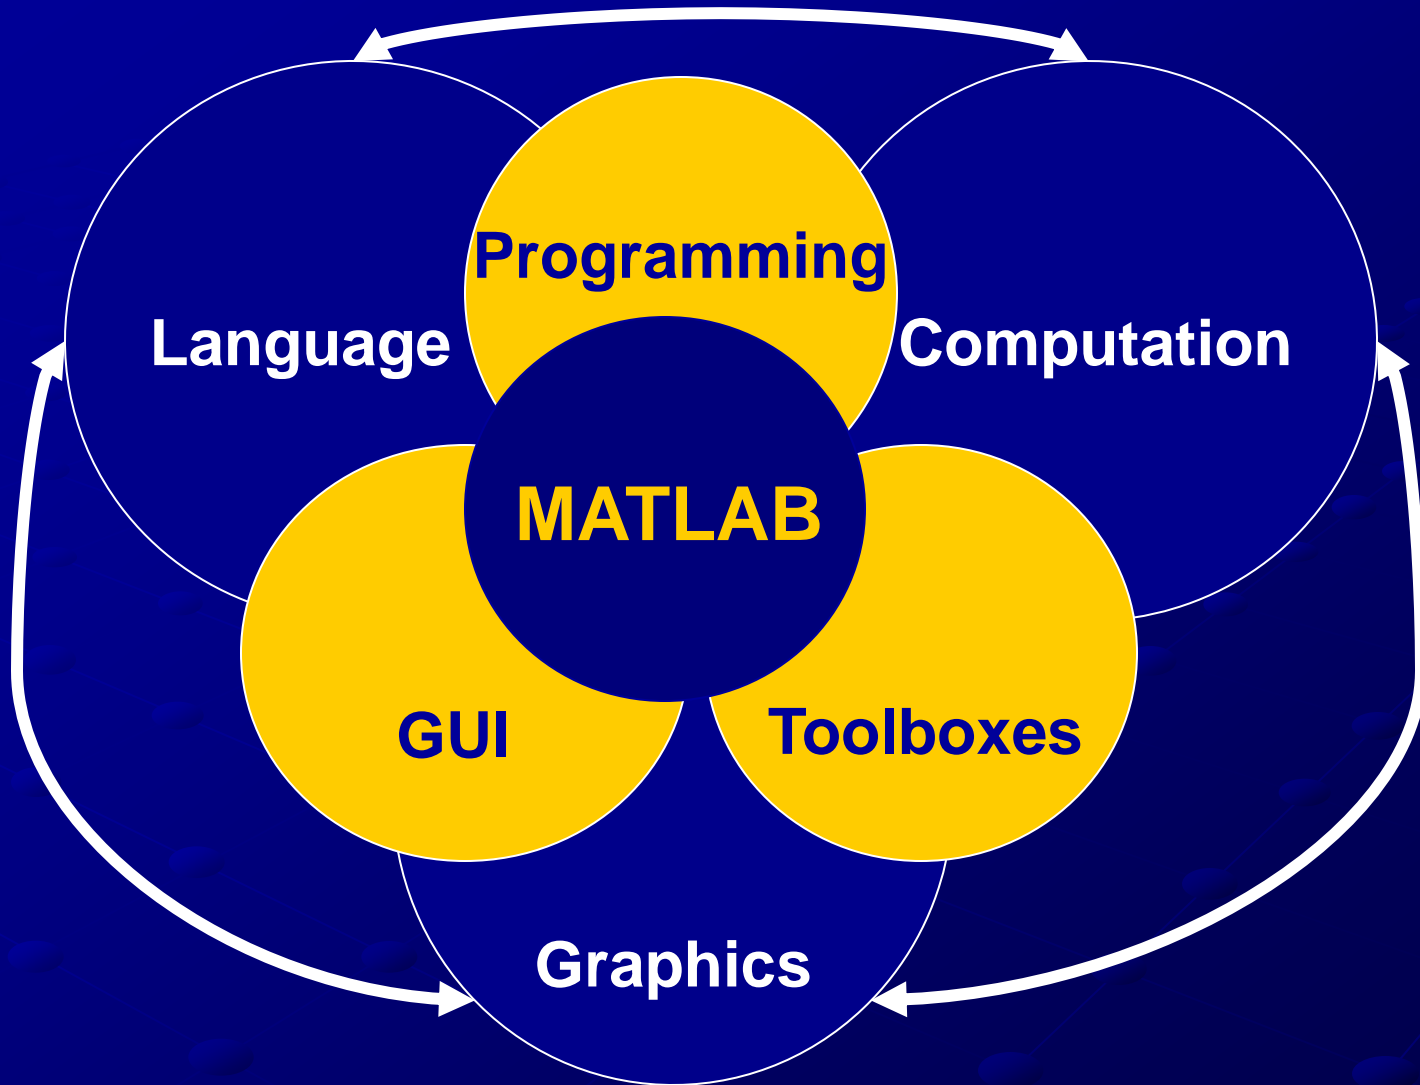 Programming
Language
Computation
MATLAB
GUI
Toolboxes
Graphics